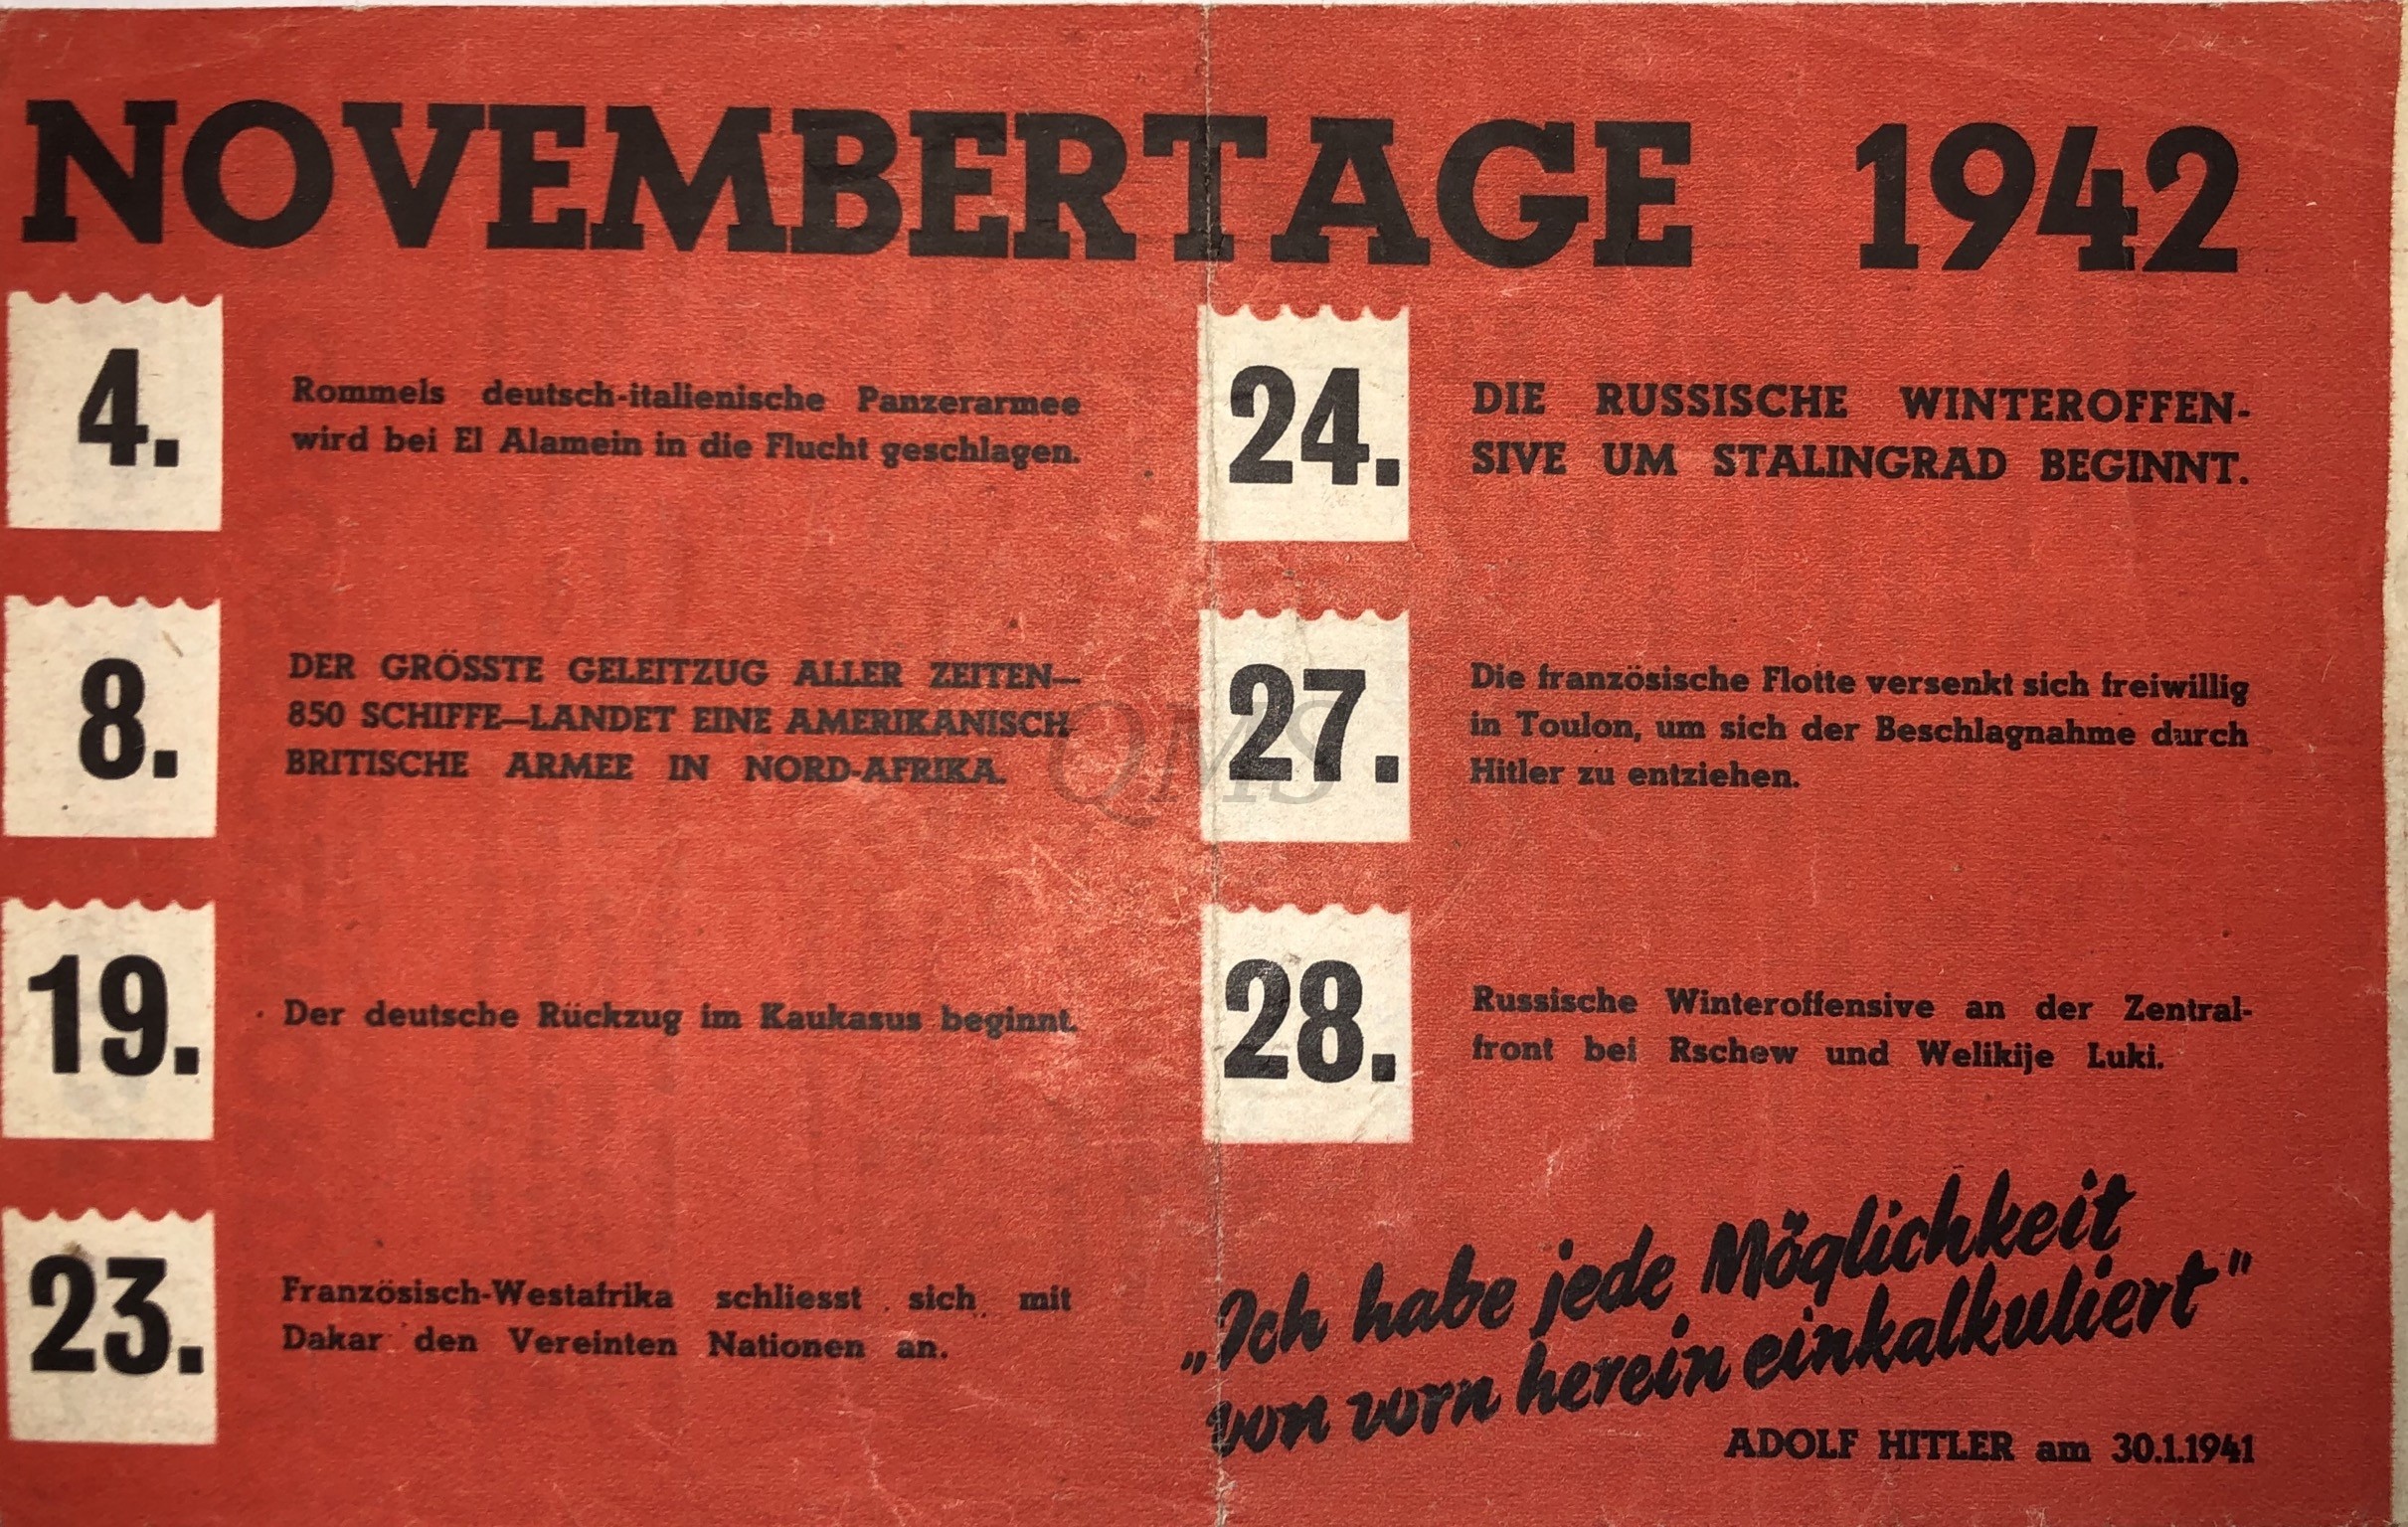 NOVEMBERTAGE 1942
4.
Rommels deutsch-italienische Panzerarmee
wird bei El Alamein in die Flucht geschlagen.
8.
DER GRÖSSTE GELEITZUG ALLER ZEITEN—
850 SCHIFFE—LANDET EINE AMERIKANISCH-
BRITISCHE ARMEE IN NORD-AFRIKA.
19.
Der deutsche Rückzug im Kaukasus beginnt.
23.
Französisch-Westafrika schliesst sich mit
Dakar den Vereinten Nationen an.
24.
DIE RUSSISCHE WINTEROFFEN-
SIVE UM STALINGRAD BEGINNT.
27.
Die französische Flotte versenkt sich freiwillig
in Toulon, um sich der Beschlagnahme durch
Hitler zu entziehen.
28.
Russische Winteroffensive an der Zentral-
front bei Rschew und Welikije Luki.
„Ich habe jede Möglichkeit
von vorn herein einkalkuliert"
ADOLF HITLER am 30.1.1941
QMS